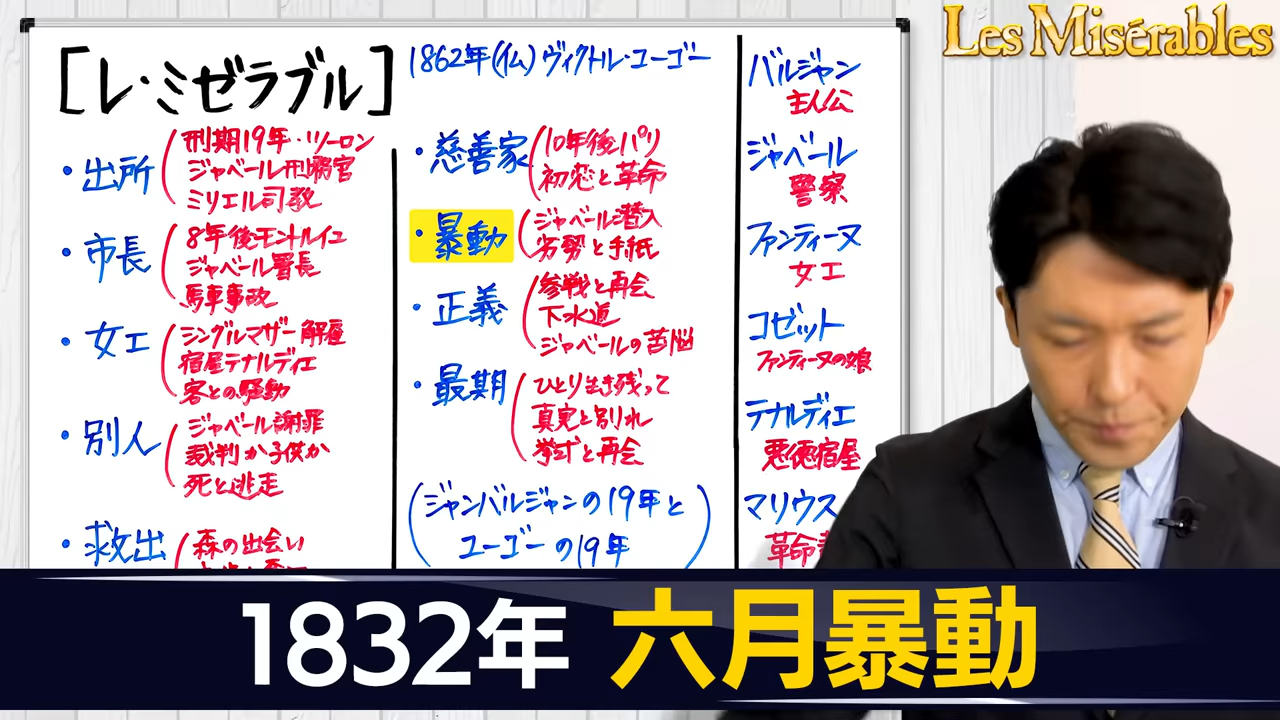 Les Misérables
[レ・ミゼラブル]
1862年(仏)ヴィクトル・ユーゴー
・出所
刑期19年・ツーロン
ジャベール刑務官
ミリエル司教
・市長
8年後モントルイユ
ジャベール署長
馬車事故
・女工
シングルマザー解雇
宿屋テナルディエ
客との騒動
・別人
ジャベール謝罪
裁判か子供か
死と逃走
・救出
森の出会い
・慈善家
10年後パリ
初恋と革命
・暴動
ジャベール潜入
劣勢と手紙
・正義
参戦と再会
下水道
ジャベールの苦悩
・最期
ひとり生き残って
真実と別れ
挙式と再会
(ジャンバルジャンの19年と
ユーゴーの19年)
バルジャン
主人公
ジャベール
警察
ファンティーヌ
女工
コゼット
ファンティーヌの娘
テナルディエ
悪徳宿屋
マリウス
革命
1832年 六月暴動